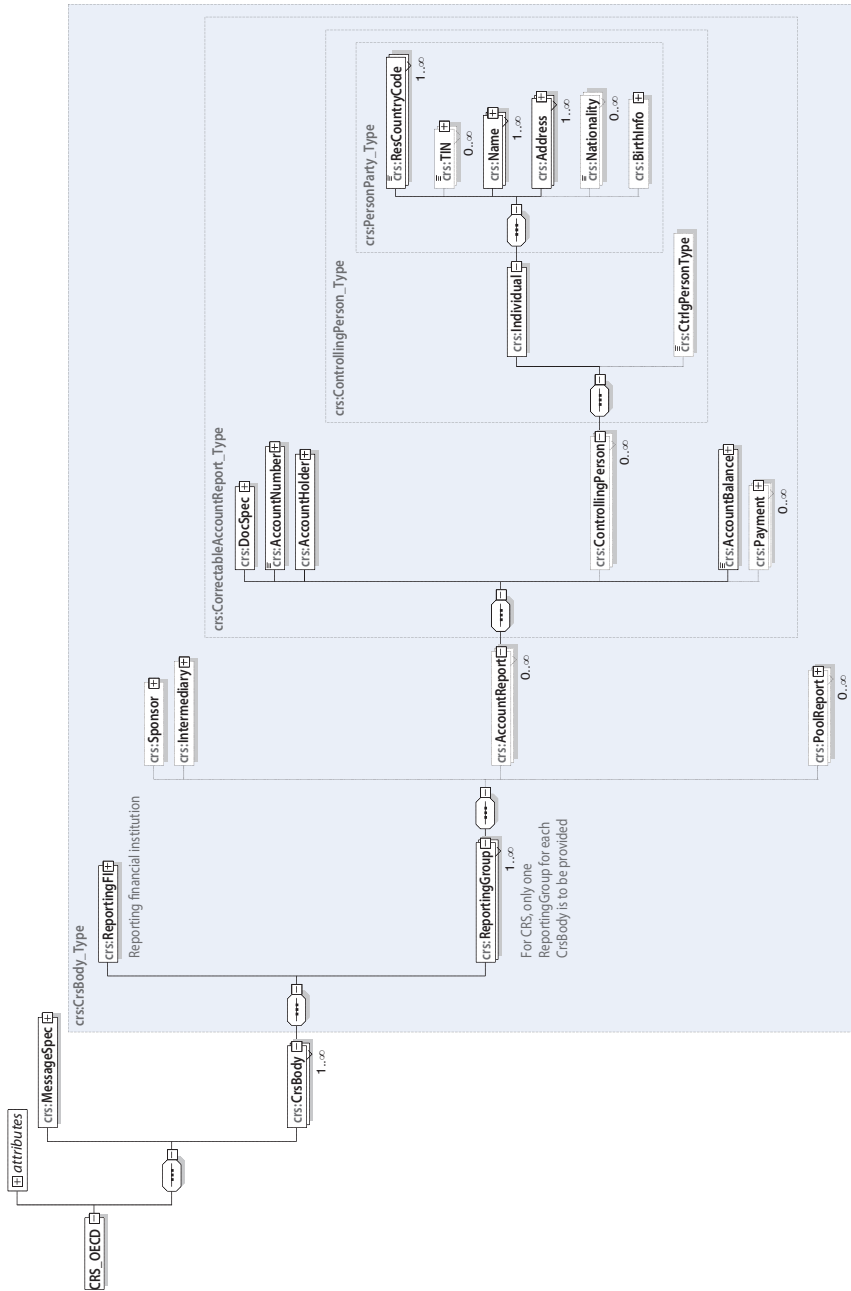 CRS_OECD
attributes
crs:MessageSpec
crs:CrsBody
1..∞
crs:CrsBody_Type
crs:ReportingFI
Reporting financial institution
crs:ReportingGroup
1..∞
For CRS, only one
ReportingGroup for each
CrsBody is to be provided
crs:Sponsor
crs:Intermediary
crs:AccountReport
0..∞
crs:PoolReport
0..∞
crs:CorrectableAccountReport_Type
crs:DocSpec
crs:AccountNumber
crs:AccountHolder
crs:ControllingPerson
0..∞
crs:AccountBalance
crs:Payment
0..∞
crs:ControllingPerson_Type
crs:Individual
crs:CtrlgPersonType
crs:PersonParty_Type
crs:ResCountryCode
1..∞
crs:TIN
0..∞
crs:Name
1..∞
crs:Address
1..∞
crs:Nationality
0..∞
crs:BirthInfo